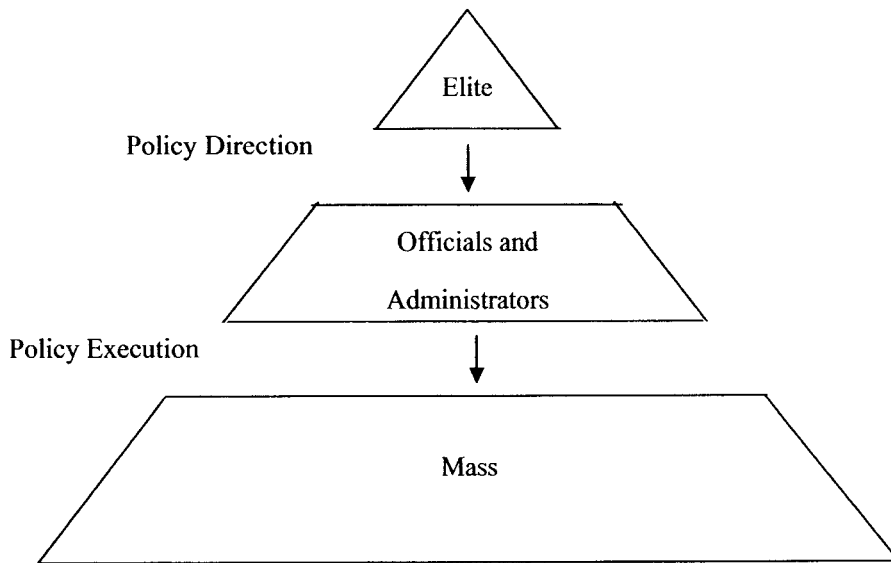 Elite
Policy Direction
Officials and
Administrators
Policy Execution
Mass